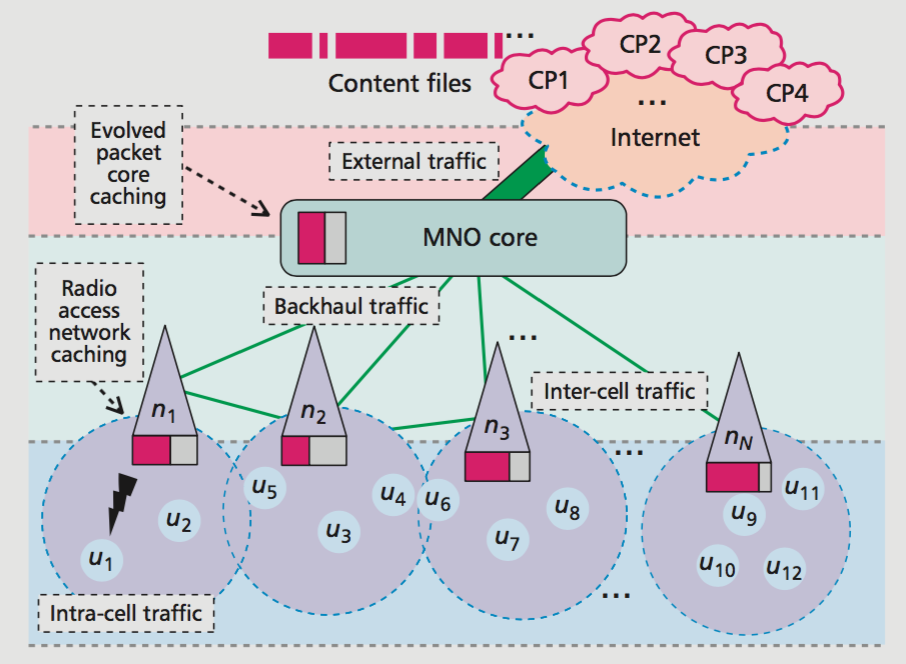 ...
CP1
CP2
CP3
CP4
...
Content files
Internet
Evolved
packet
core
caching
External traffic
MNO core
Radio
access
network
caching
Backhaul traffic
...
Inter-cell traffic
n1
n2
n3
nN
...
u5
u4
u6
u11
u2
u3
u7
u8
u9
u1
u10
u12
...
Intra-cell traffic